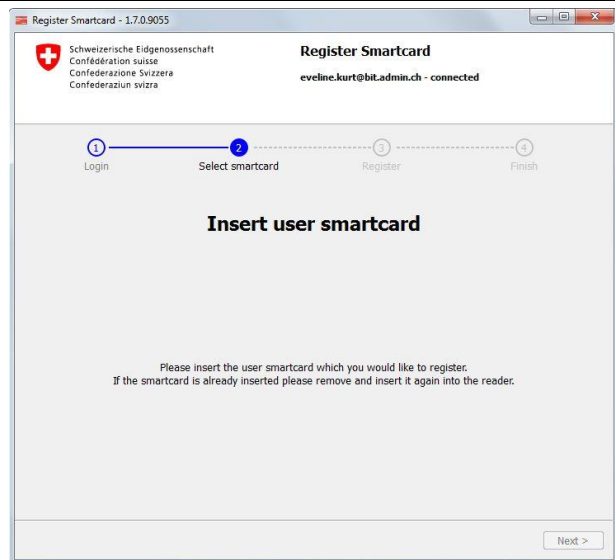 Register Smartcard - 1.7.0.9055
Schweizerische Eidgenossenschaft
Confédération suisse
Confederazione Svizzera
Confederaziun svizra
Register Smartcard
eveline.kurt@bit.admin.ch - connected
1 2 3 4
Login Select smartcard Register Finish
Insert user smartcard
Please insert the user smartcard which you would like to register.
If the smartcard is already inserted please remove and insert it again into the reader.
Next >